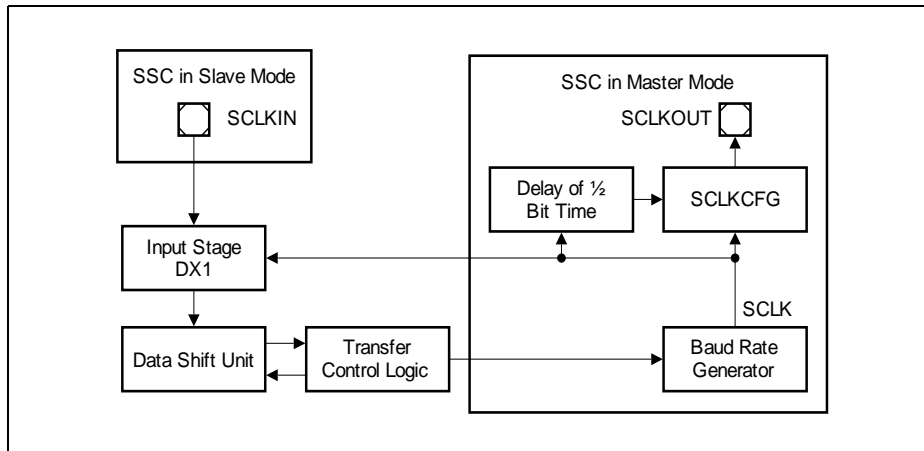 SSC in Slave Mode
SCLKIN
SSC in Master Mode
SCLKOUT
Delay of ½
Bit Time
SCLKCFG
Input Stage
DX1
SCLK
Data Shift Unit
Transfer
Control Logic
Baud Rate
Generator